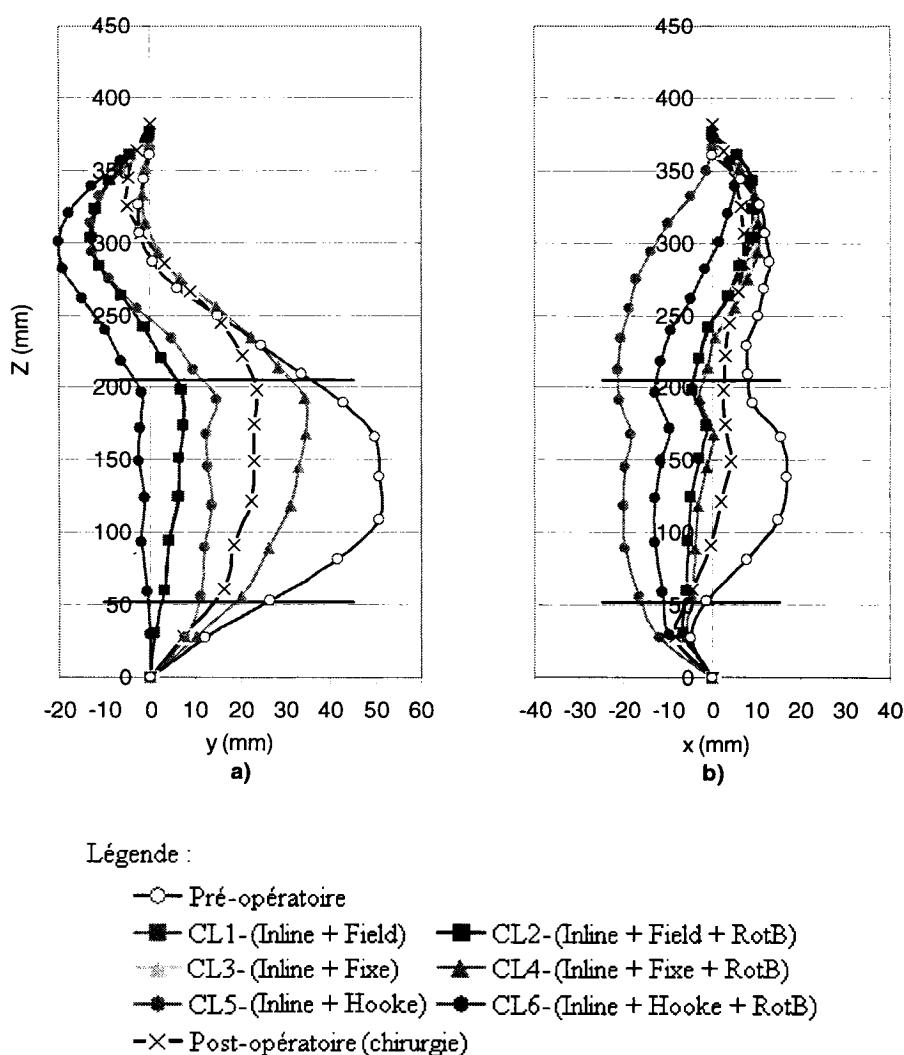 450
400
350
300
250
200
150
100
50
0
Z (mm)
-20 -10 0 10 20 30 40 50 60
y (mm)
a)
450
400
350
300
250
200
150
100
50
0
-40 -30 -20 -10 0 10 20 30 40
x (mm)
b)
Légende :
Pré-opératoire
CL1-(Inline + Field) CL2-(Inline + Field + RotB)
CL3-(Inline + Fixe) CL4-(Inline + Fixe + RotB)
CL5-(Inline + Hooke) CL6-(Inline + Hooke + RotB)
Post-opératoire (chirurgie)